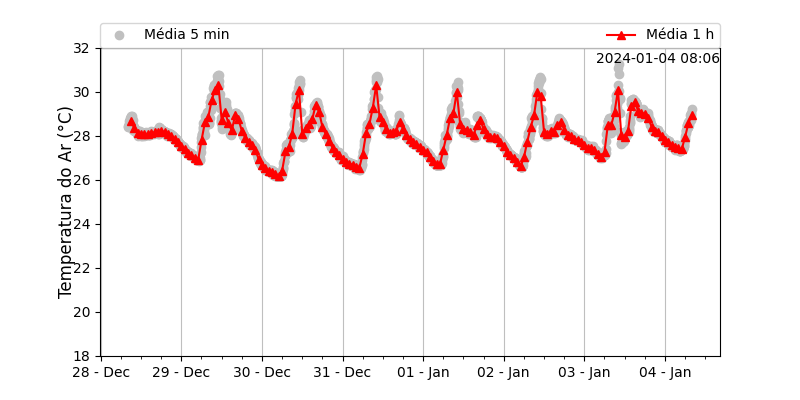 Média 5 min
Média 1 h
2024-01-04 08:06
Temperatura do Ar (°C)
32
30
28
26
24
22
20
18
28 - Dec
29 - Dec
30 - Dec
31 - Dec
01 - Jan
02 - Jan
03 - Jan
04 - Jan